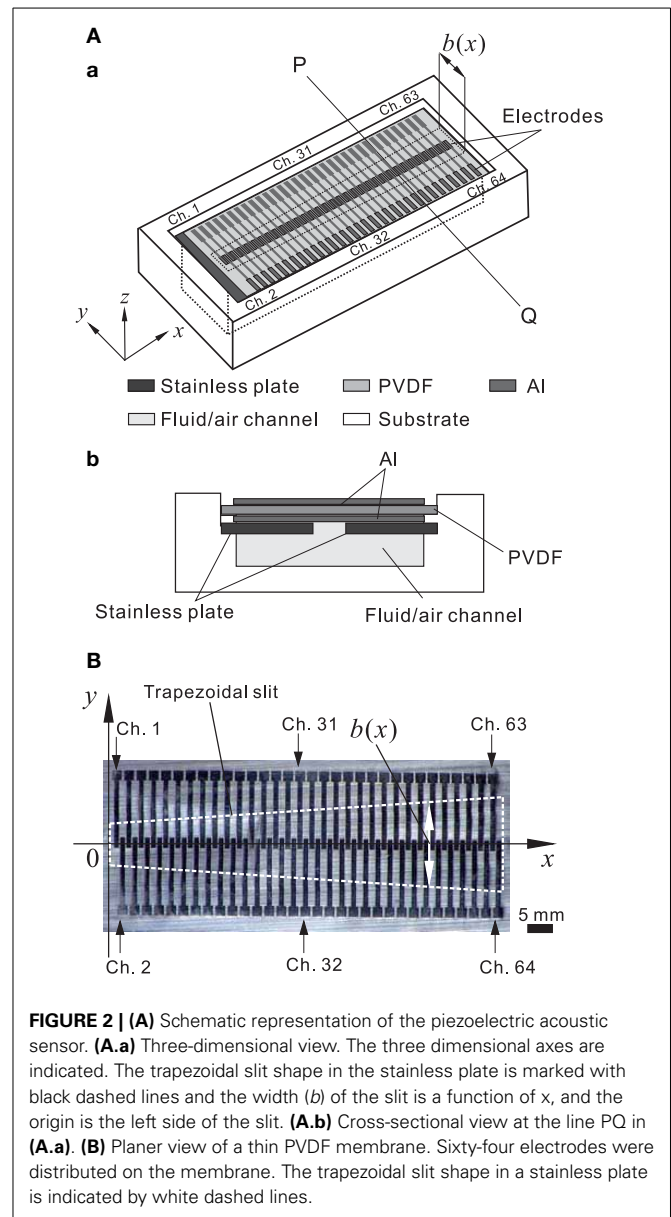 A
a
P
b(x)
Ch. 63
Electrodes
Ch. 31
Ch. 1
Ch. 64
Ch. 32
Ch. 2
Q
z
y
x
Stainless plate PVDF Al
Fluid/air channel Substrate
b
Al
PVDF
Stainless plate
Fluid/air channel
B
y
Trapezoidal slit
Ch. 1 Ch. 31 b(x) Ch. 63
0 x
5 mm
Ch. 2 Ch. 32 Ch. 64
FIGURE 2 | (A) Schematic representation of the piezoelectric acoustic
sensor. (A.a) Three-dimensional view. The three dimensional axes are
indicated. The trapezoidal slit shape in the stainless plate is marked with
black dashed lines and the width (b) of the slit is a function of x, and the
origin is the left side of the slit. (A.b) Cross-sectional view at the line PQ in
(A.a). (B) Planer view of a thin PVDF membrane. Sixty-four electrodes were
distributed on the membrane. The trapezoidal slit shape in a stainless plate
is indicated by white dashed lines.